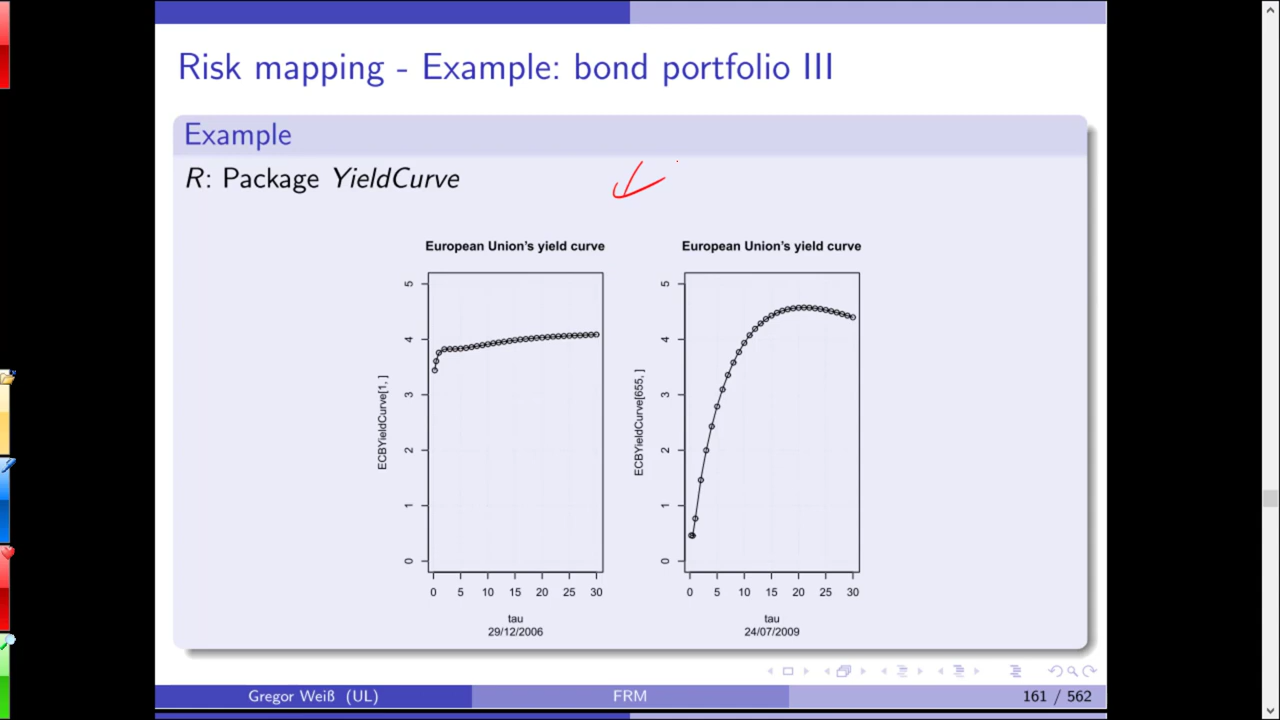 Risk mapping - Example: bond portfolio III
Example
R: Package YieldCurve
European Union's yield curve
ECBYieldCurve[1, ]
5
4
3
2
1
0
0 5 10 15 20 25 30
tau
29/12/2006
European Union's yield curve
ECBYieldCurve[655, ]
5
4
3
2
1
0
0 5 10 15 20 25 30
tau
24/07/2009
Gregor Weiß (UL) FRM 161 / 562